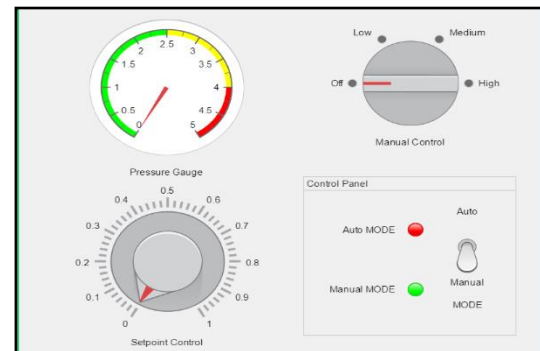 0
0.5
1
1.5
2
2.5
3
3.5
4
4.5
5
Pressure Gauge
Off
Low
Medium
High
Manual Control
0
0.1
0.2
0.3
0.4
0.5
0.6
0.7
0.8
0.9
1
Setpoint Control
Control Panel
Auto MODE
Manual MODE
Auto
Manual
MODE